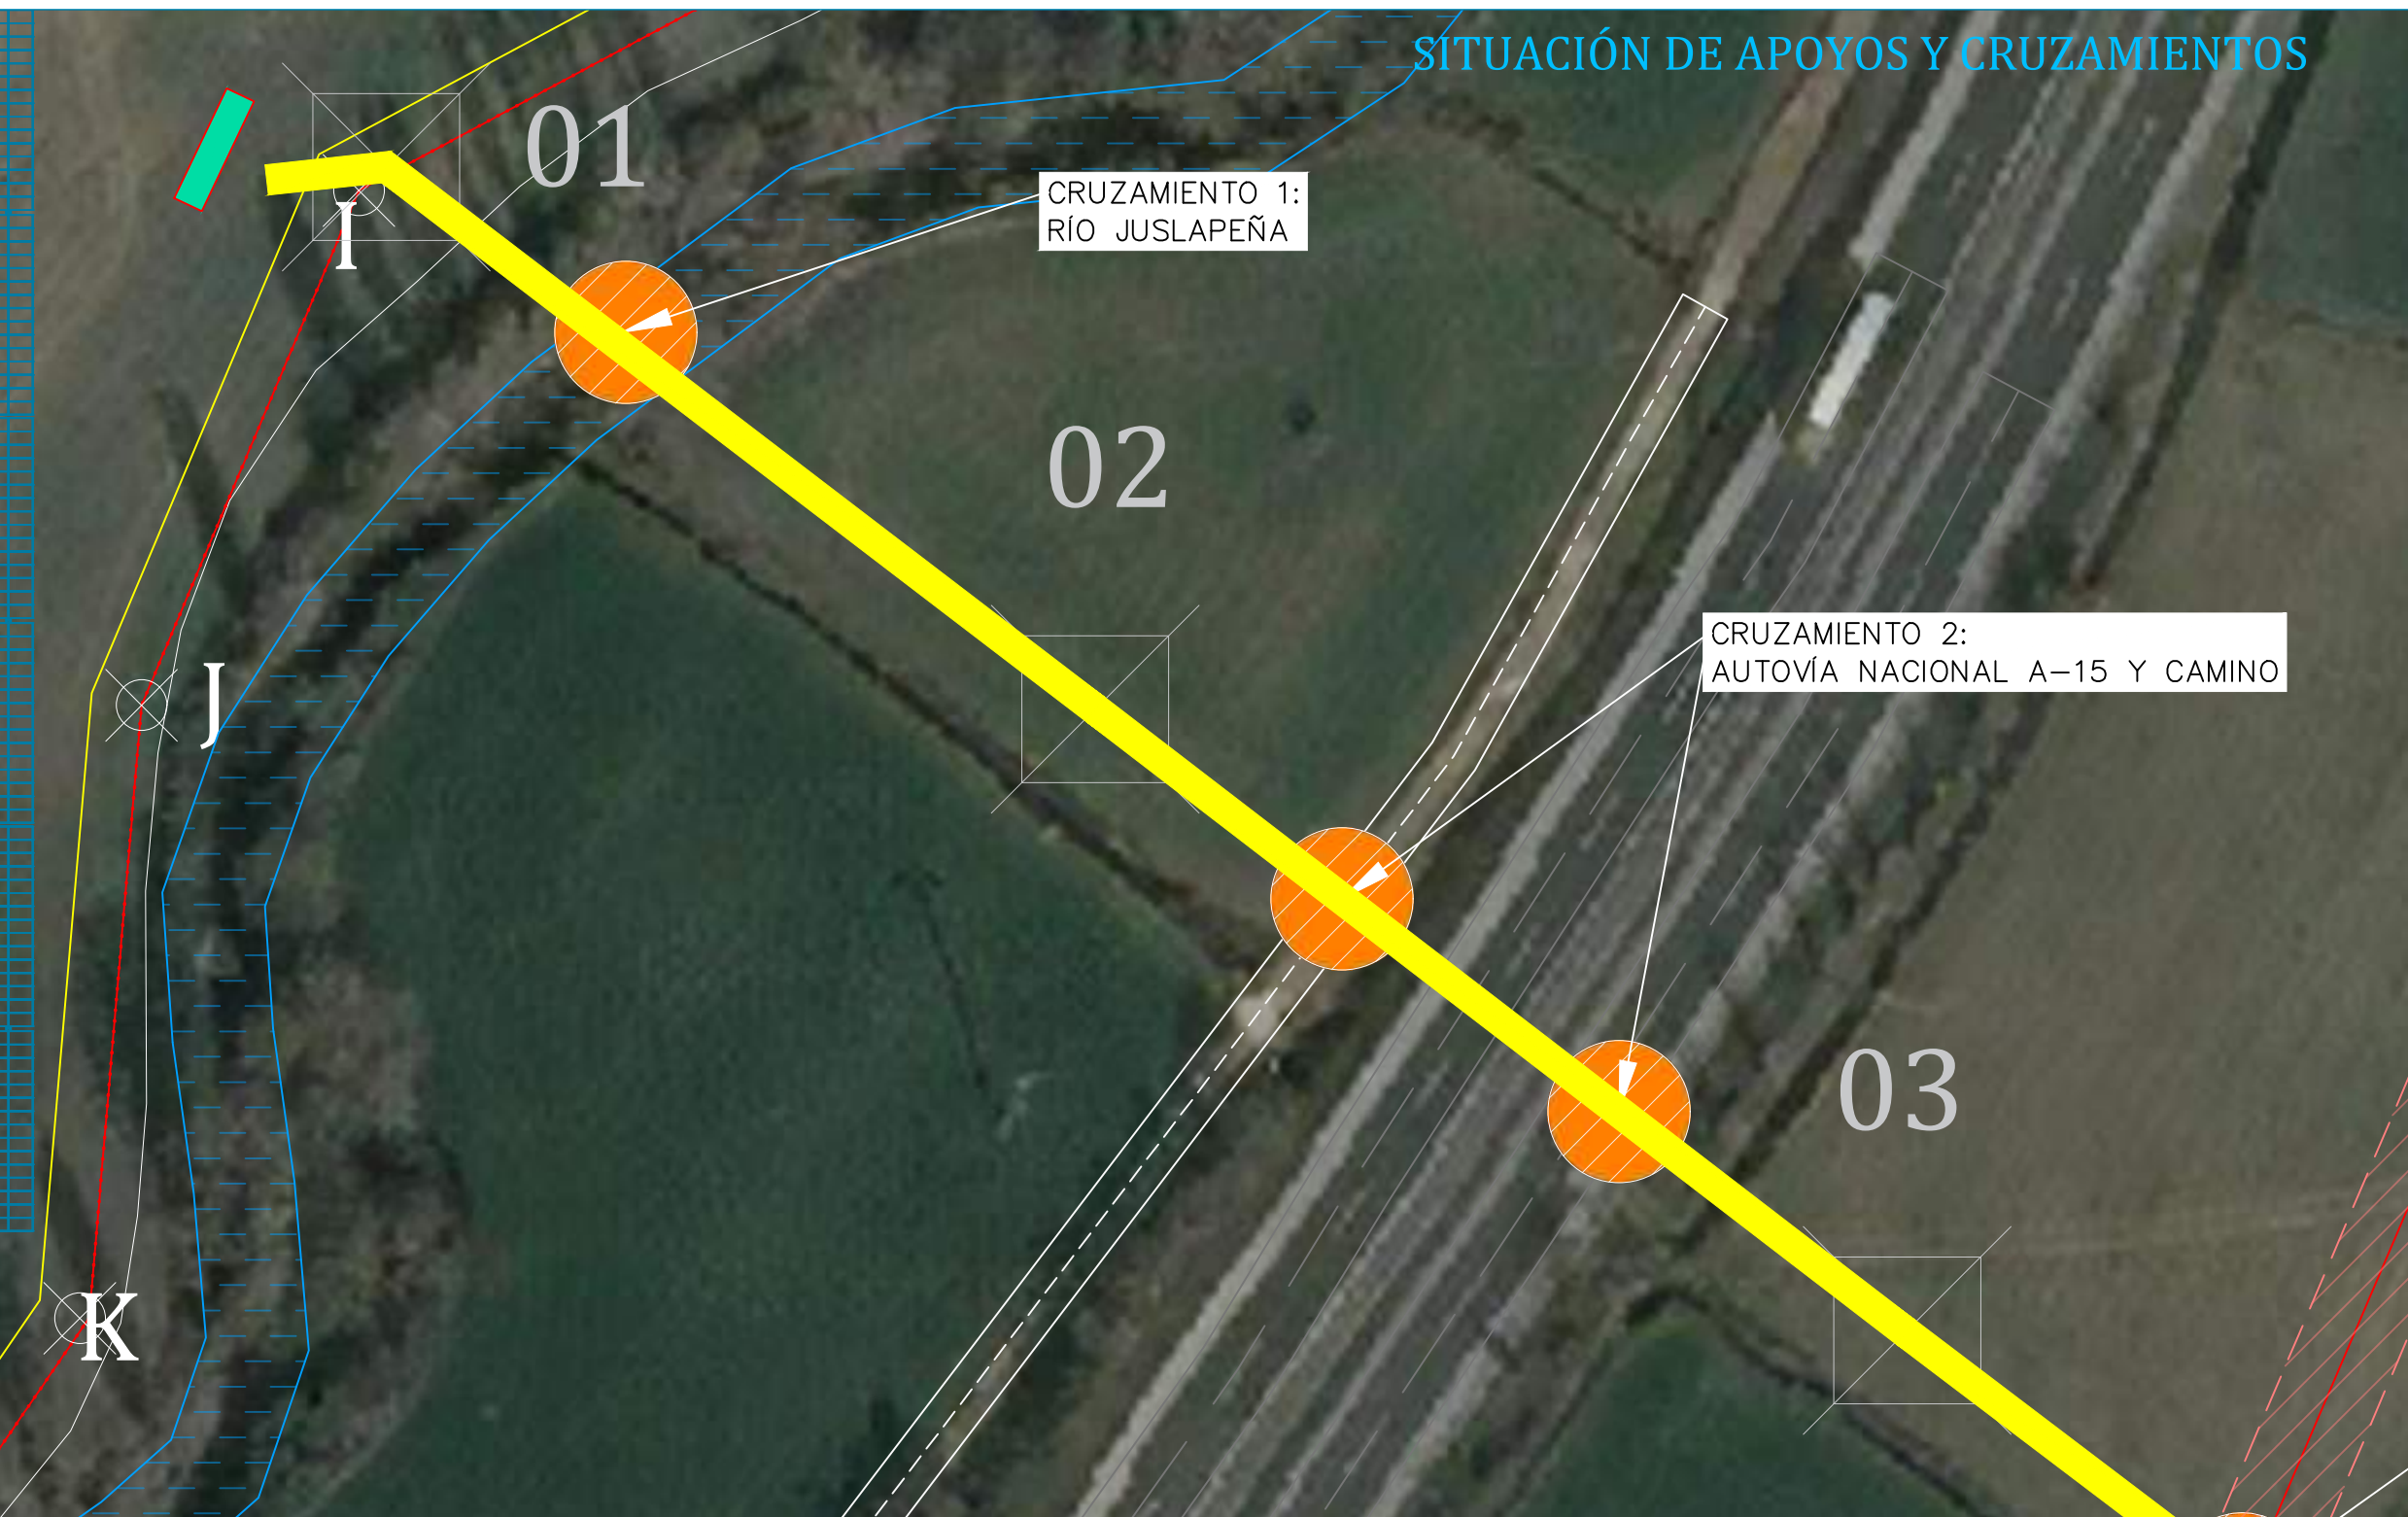 SITUACIÓN DE APOYOS Y CRUZAMIENTOS
01
CRUZAMIENTO 1:
RÍO JUSLAPEÑA
I
02
CRUZAMIENTO 2:
AUTOVÍA NACIONAL A-15 Y CAMINO
J
03
K